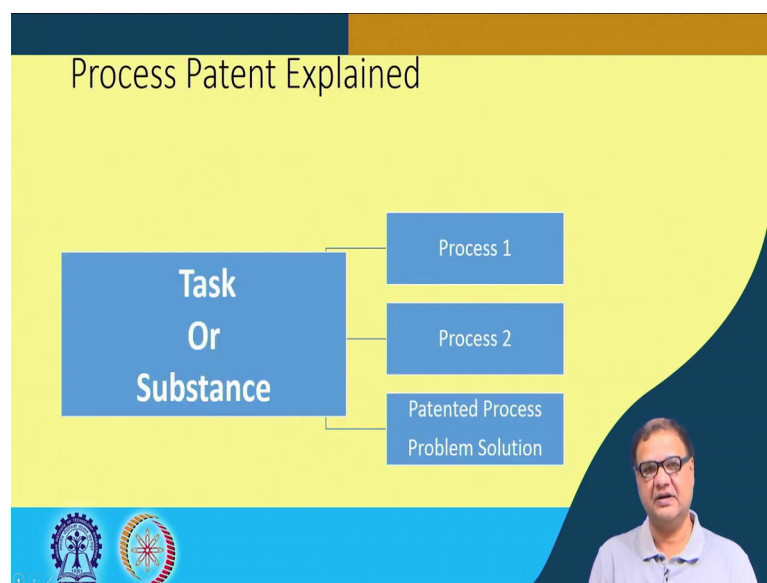 Process Patent Explained
Task
Or
Substance
Process 1
Process 2
Patented Process
Problem Solution